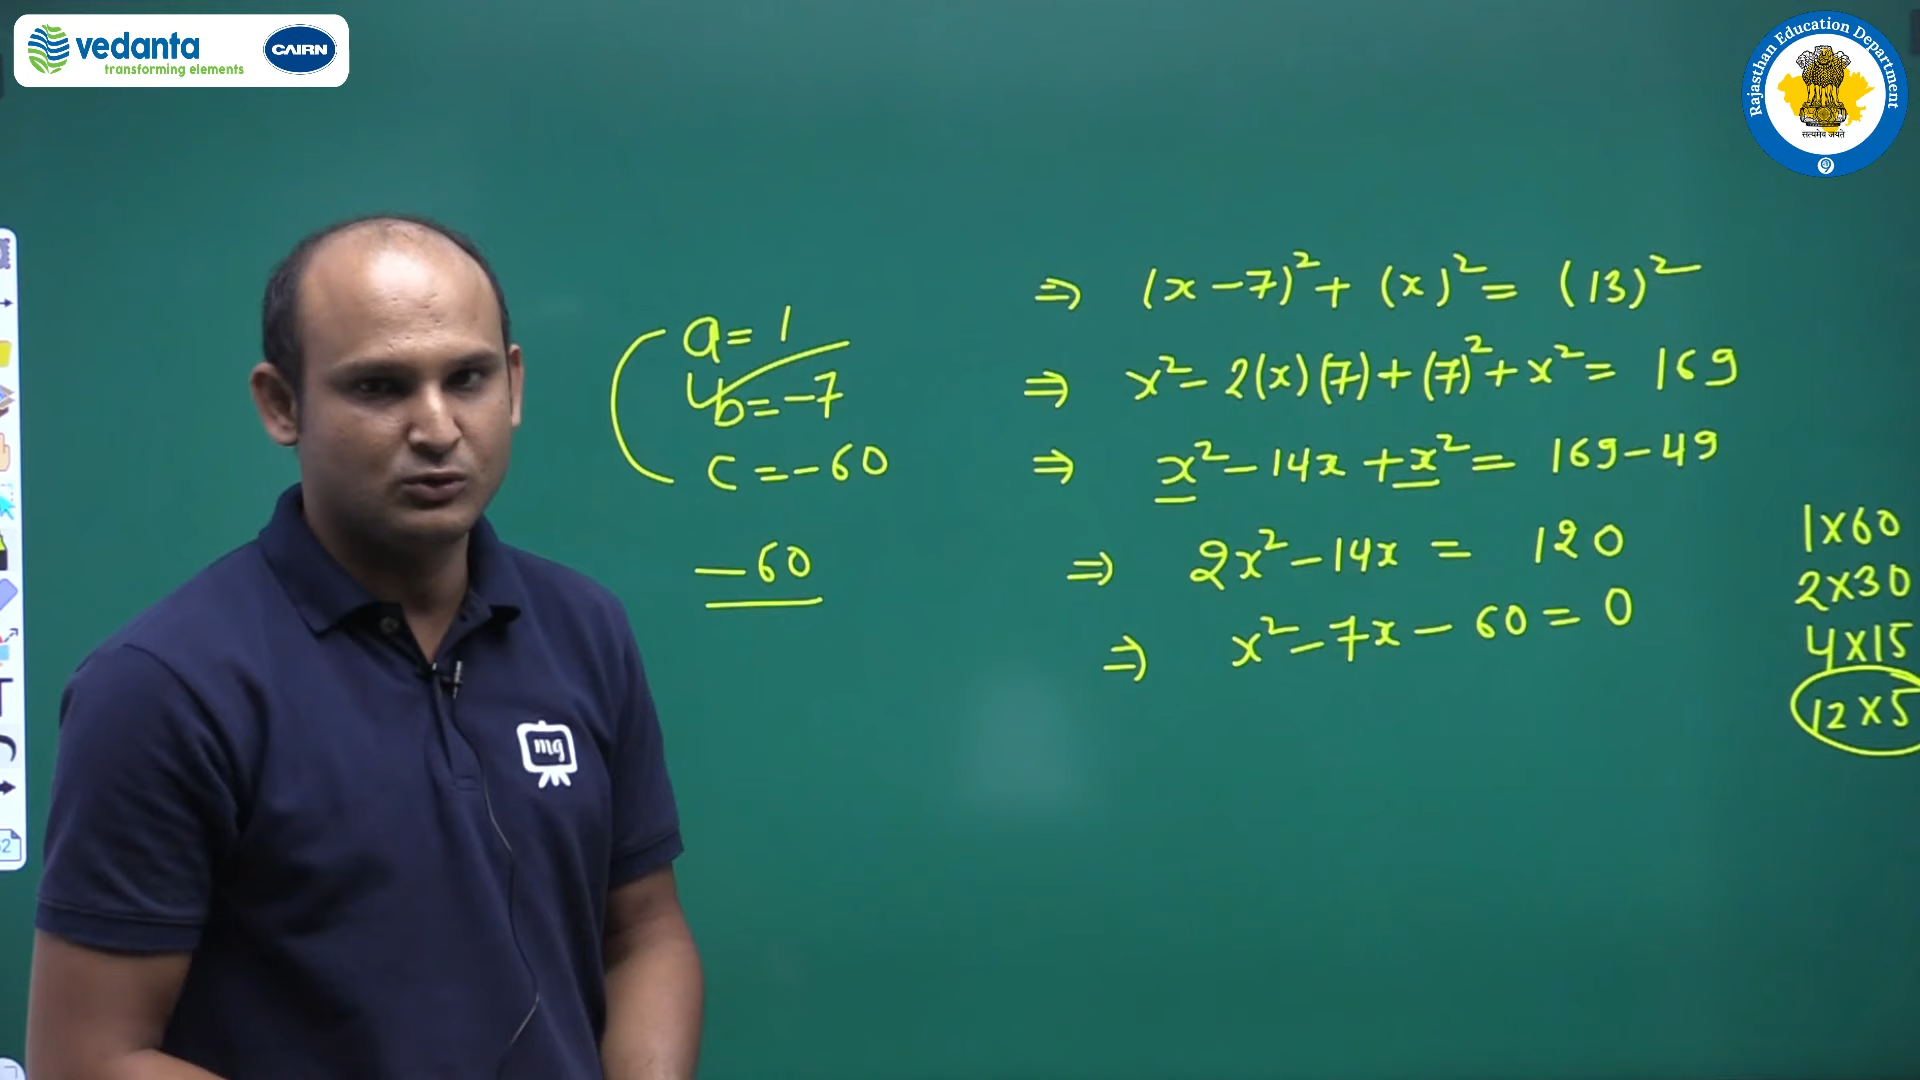 vedanta
transforming elements
CAIRN
Rajasthan Education Department
सत्यमेव जयते
a = 1
b = -7
c = -60
-60
⇒ (x - 7)² + (x)² = (13)²
⇒ x² - 2(x)(7) + (7)² + x² = 169
⇒ x² - 14x + x² = 169 - 49
⇒ 2x² - 14x = 120
⇒ x² - 7x - 60 = 0
1×60
2×30
4×15
12×5
mg